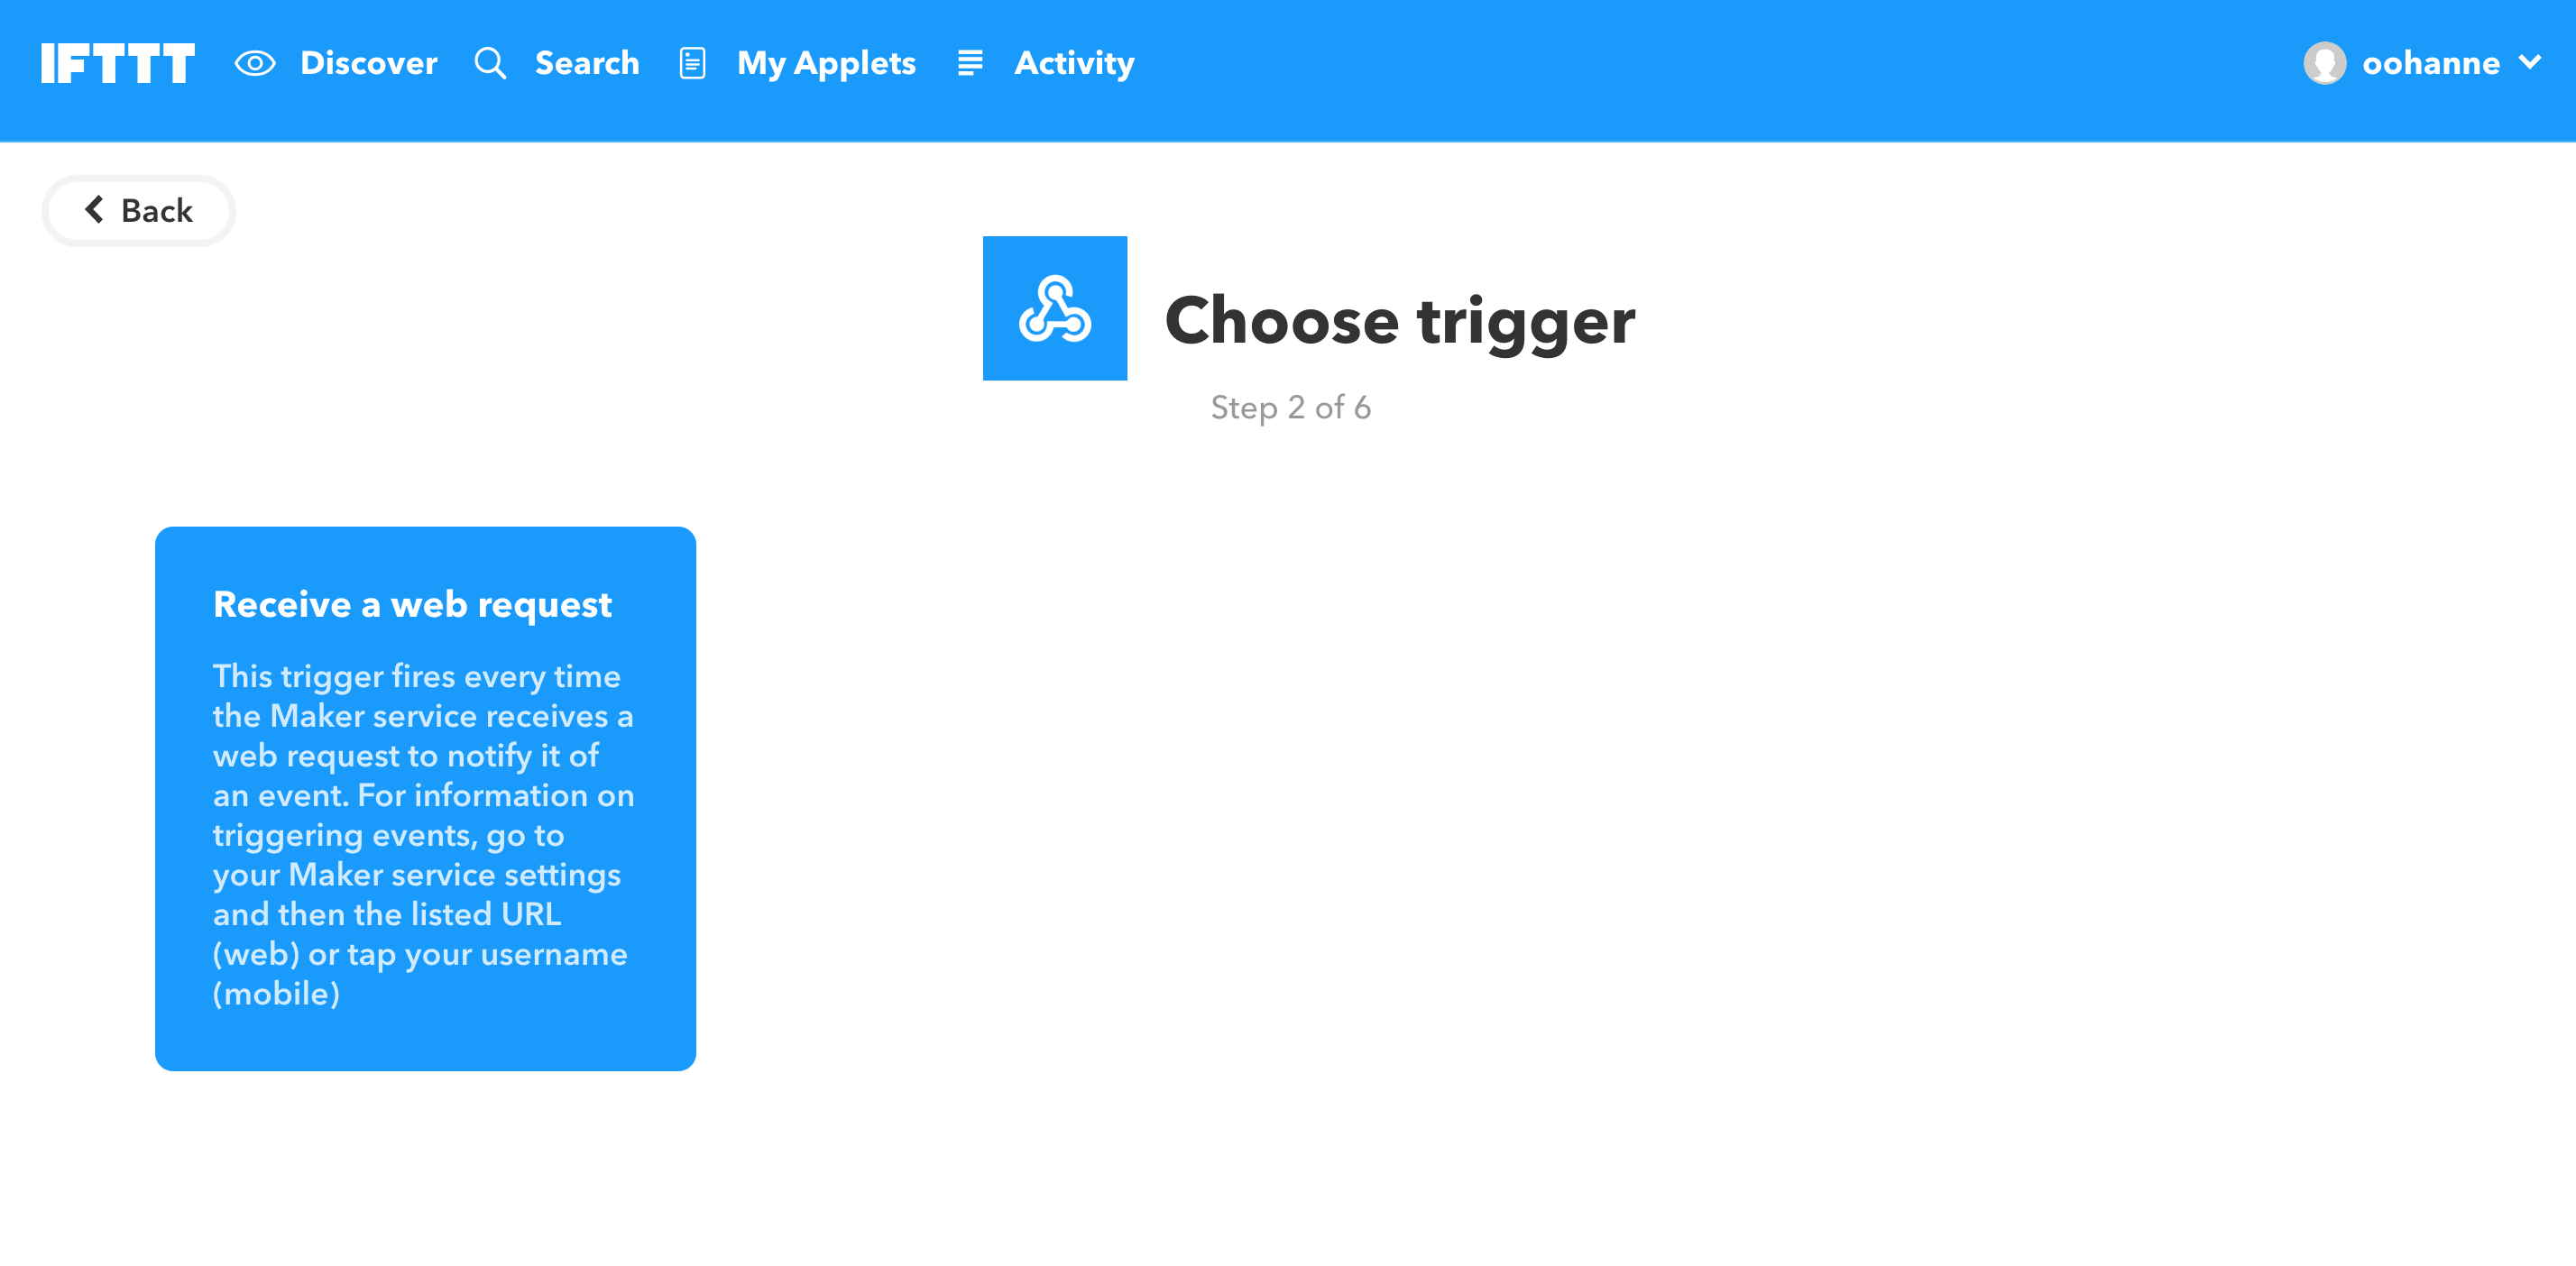 IFTTT Discover Search My Applets Activity oohanne
Back
Choose trigger
Step 2 of 6
Receive a web request
This trigger fires every time
the Maker service receives a
web request to notify it of
an event. For information on
triggering events, go to
your Maker service settings
and then the listed URL
(web) or tap your username
(mobile)